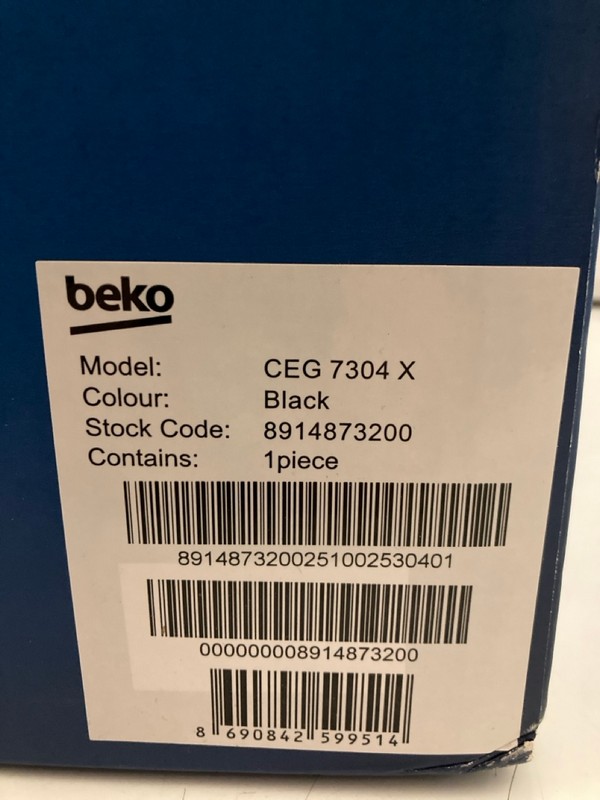 beko
Model: CEG 7304 X
Colour: Black
Stock Code: 8914873200
Contains: 1piece
8914873200251002530401
000000008914873200
8 690842 599514